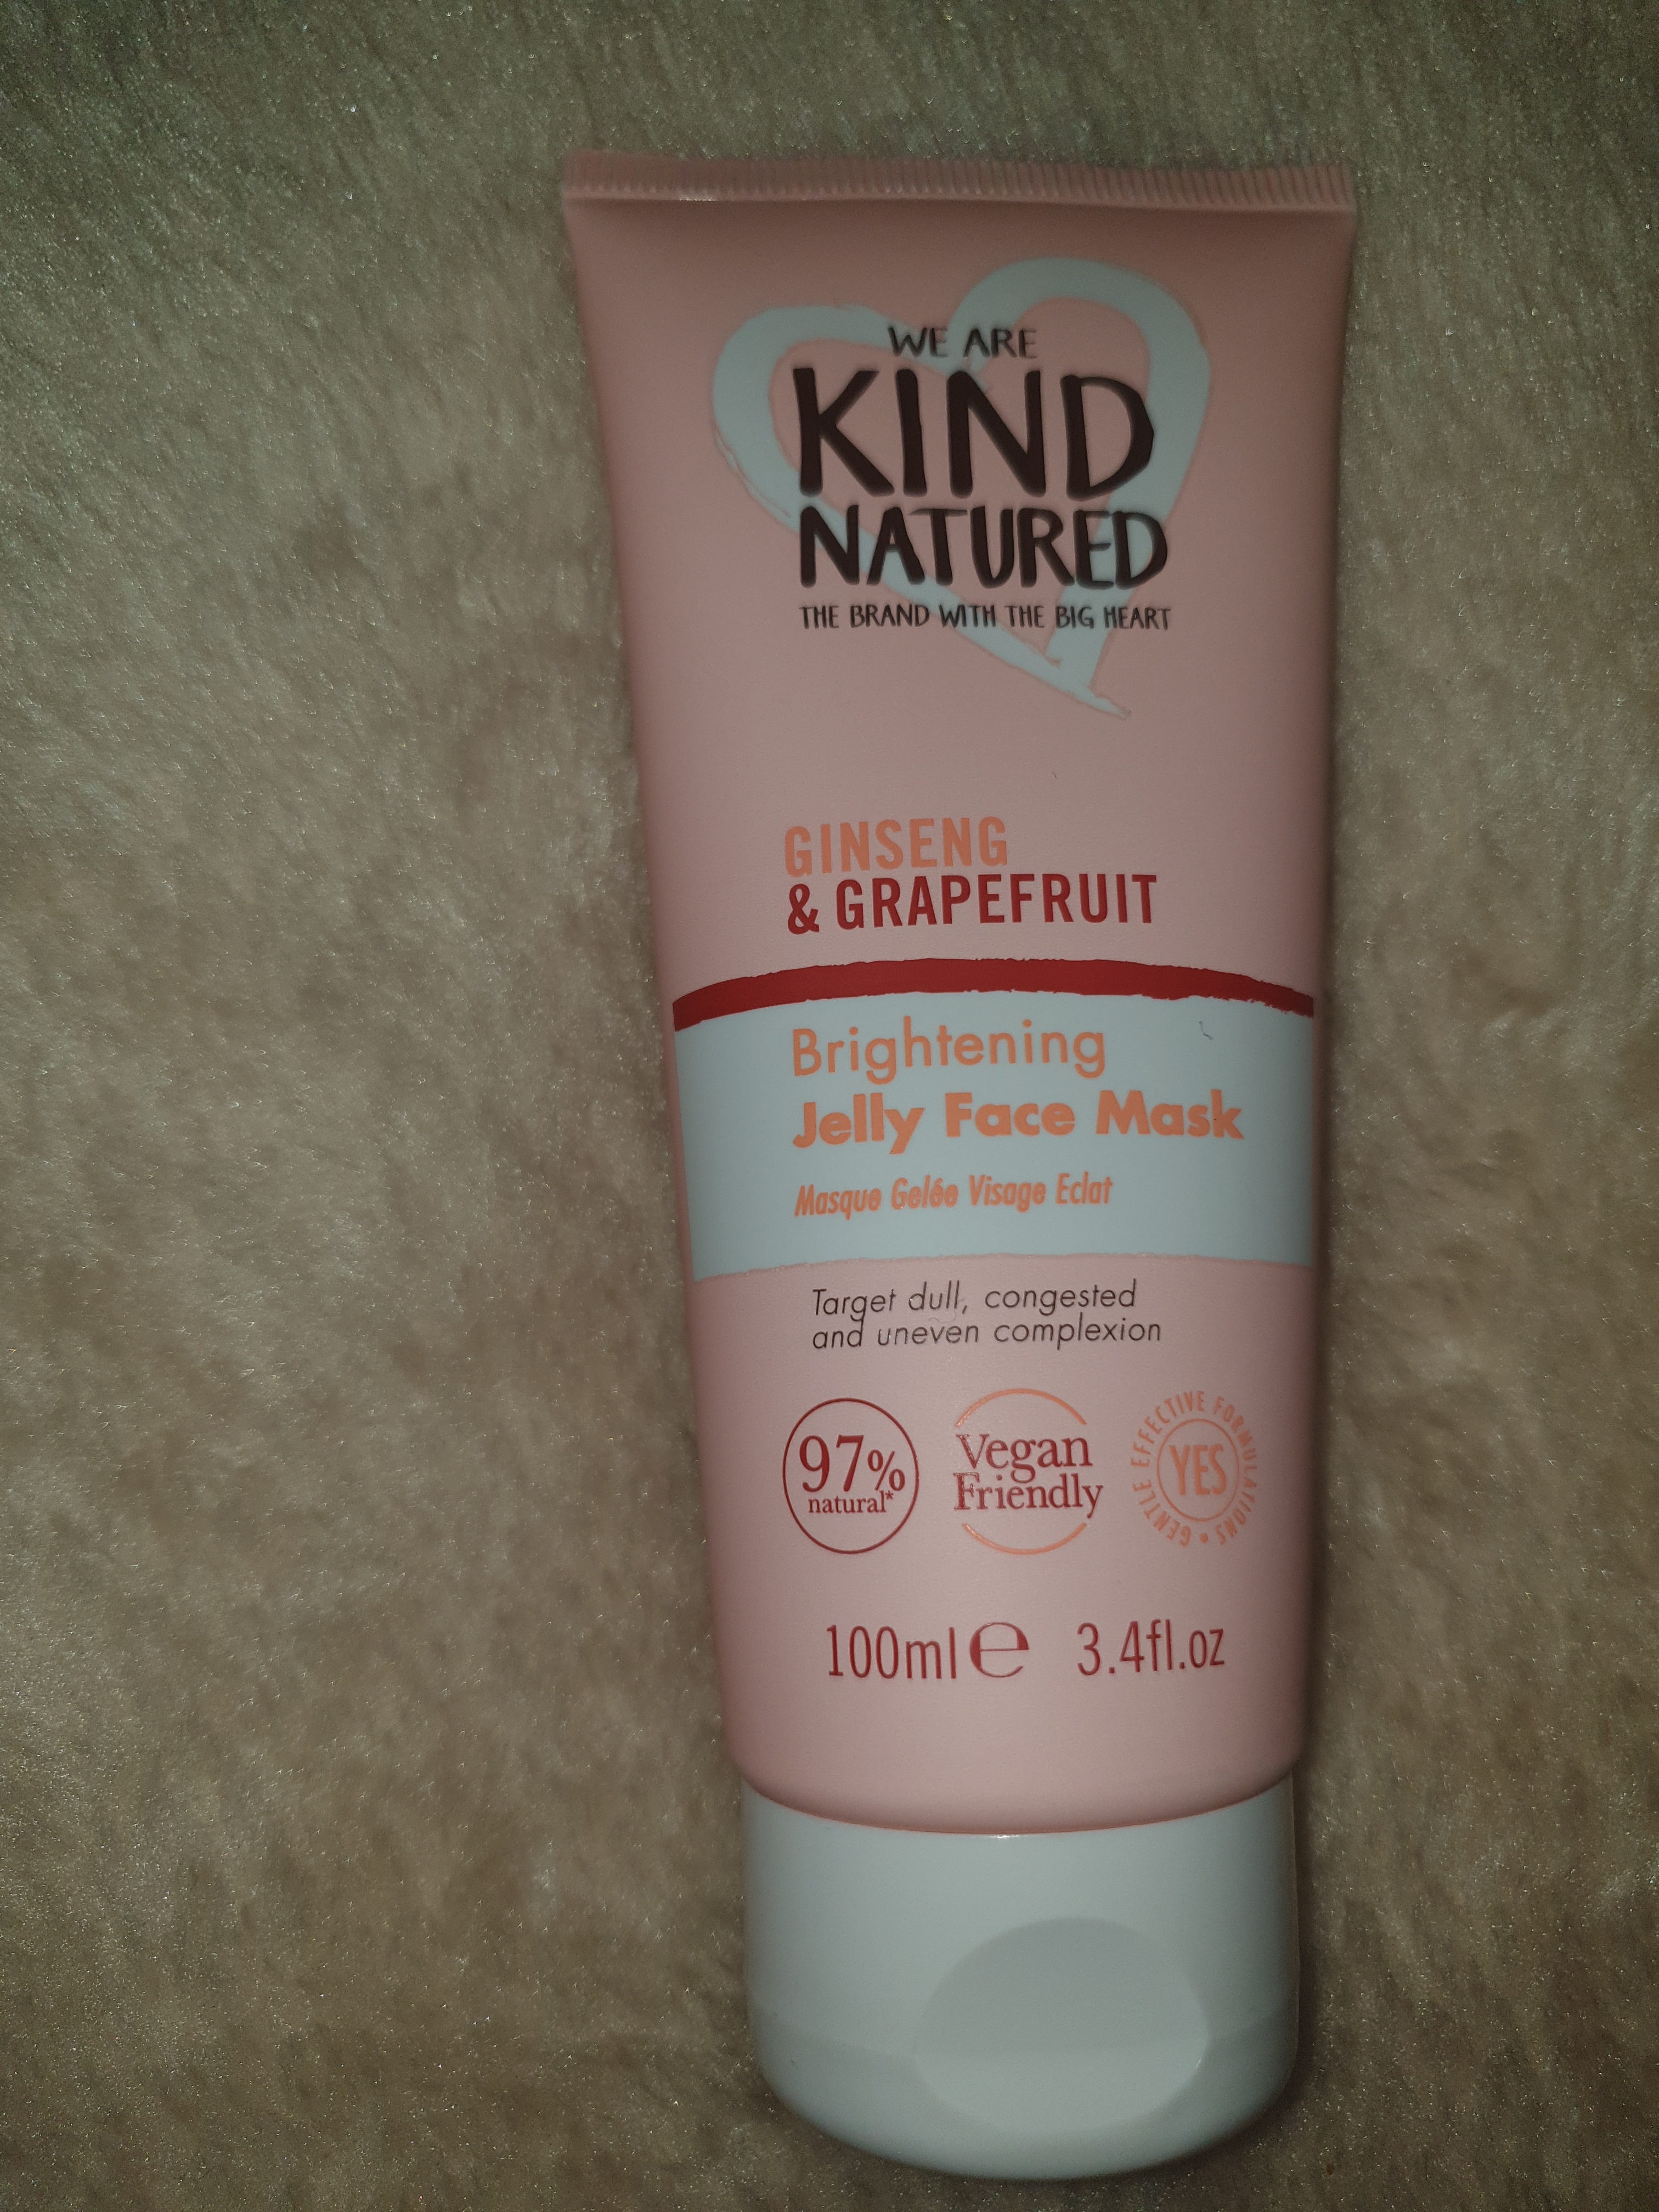 WE ARE
KIND
NATURED
THE BRAND WITH THE BIG HEART
GINSENG
& GRAPEFRUIT
Brightening
Jelly Face Mask
Masque Gelée Visage Eclat
Target dull, congested
and uneven complexion
97%
natural*
Vegan
Friendly
GENTLE EFFECTIVE FORMULATIONS •
YES
100ml e 3.4fl.oz